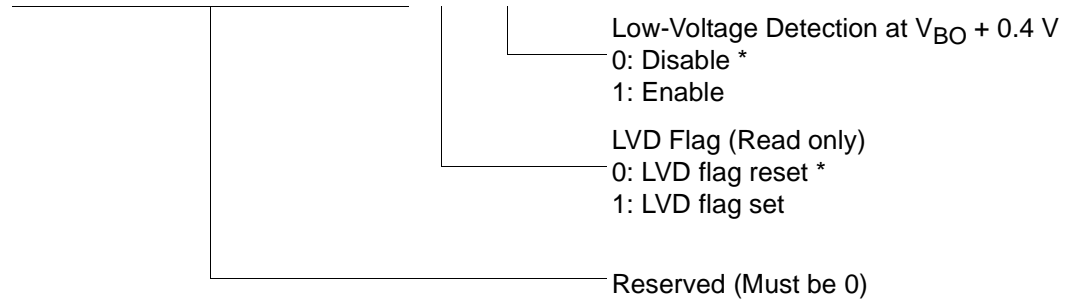 Low-Voltage Detection at VBO + 0.4 V
0: Disable *
1: Enable
LVD Flag (Read only)
0: LVD flag reset *
1: LVD flag set
Reserved (Must be 0)